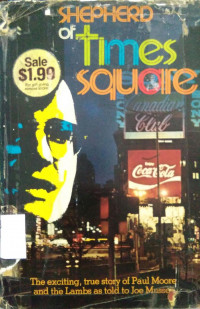 SHEPHERD
of
Times
square
Sale
$1.99
Canadian
Club
Enjoy
Coca-Cola
The exciting, true story of Paul Moore
and the Lambs as told to Joe Musser